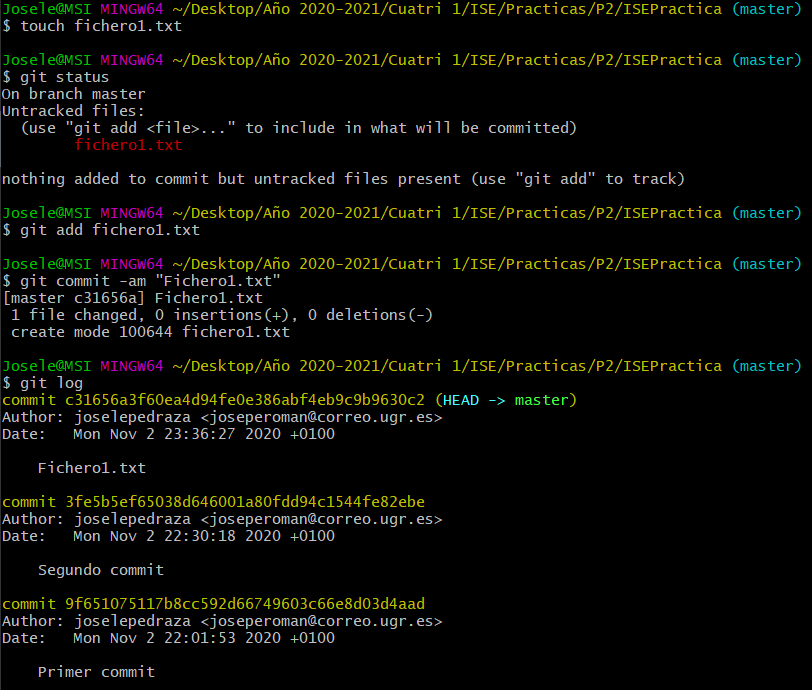 Josele@MSI MINGW64 ~/Desktop/Año 2020-2021/Cuatri 1/ISE/Practicas/P2/ISEPractica (master)
$ touch fichero1.txt
Josele@MSI MINGW64 ~/Desktop/Año 2020-2021/Cuatri 1/ISE/Practicas/P2/ISEPractica (master)
$ git status
On branch master
Untracked files:
  (use "git add <file>..." to include in what will be committed)
        fichero1.txt
nothing added to commit but untracked files present (use "git add" to track)
Josele@MSI MINGW64 ~/Desktop/Año 2020-2021/Cuatri 1/ISE/Practicas/P2/ISEPractica (master)
$ git add fichero1.txt
Josele@MSI MINGW64 ~/Desktop/Año 2020-2021/Cuatri 1/ISE/Practicas/P2/ISEPractica (master)
$ git commit -am "Fichero1.txt"
[master c31656a] Fichero1.txt
 1 file changed, 0 insertions(+), 0 deletions(-)
 create mode 100644 fichero1.txt
Josele@MSI MINGW64 ~/Desktop/Año 2020-2021/Cuatri 1/ISE/Practicas/P2/ISEPractica (master)
$ git log
commit c31656a3f60ea4d94fe0e386abf4eb9c9b9630c2 (HEAD -> master)
Author: joselepedraza <joseperoman@correo.ugr.es>
Date:   Mon Nov 2 23:36:27 2020 +0100
    Fichero1.txt
commit 3fe5b5ef65038d646001a80fdd94c1544fe82ebe
Author: joselepedraza <joseperoman@correo.ugr.es>
Date:   Mon Nov 2 22:30:18 2020 +0100
    Segundo commit
commit 9f651075117b8cc592d66749603c66e8d03d4aad
Author: joselepedraza <joseperoman@correo.ugr.es>
Date:   Mon Nov 2 22:01:53 2020 +0100
    Primer commit